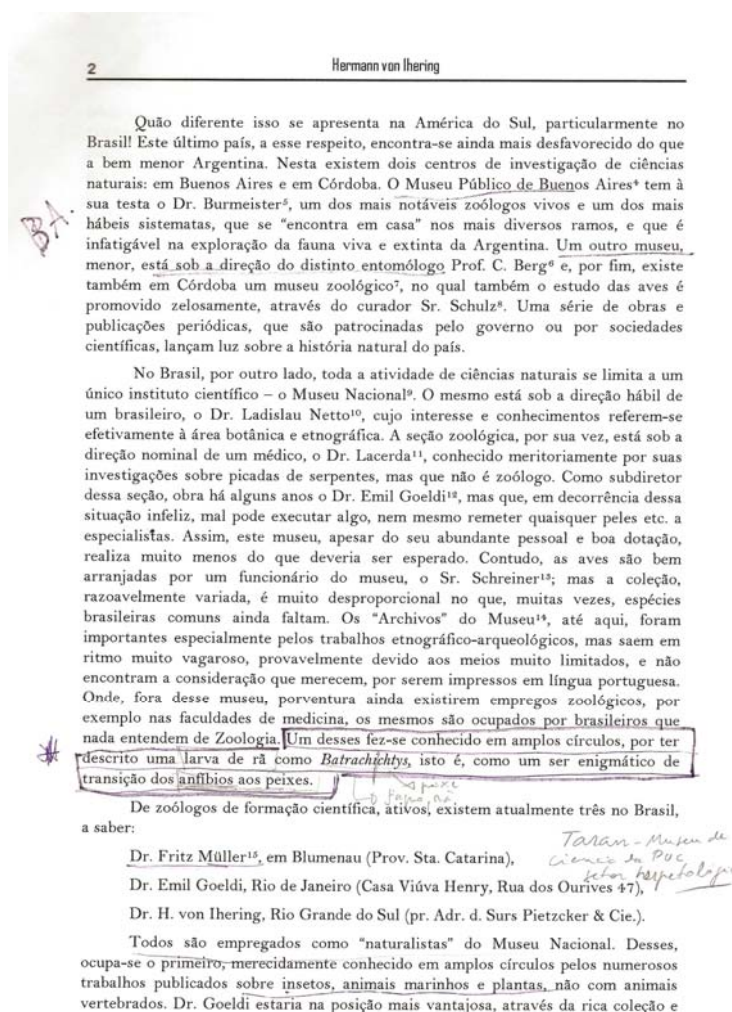 2
Hermann von Ihering
Quão diferente isso se apresenta na América do Sul, particularmente no
Brasil! Este último país, a esse respeito, encontra-se ainda mais desfavorecido do que
a bem menor Argentina. Nesta existem dois centros de investigação de ciências
naturais: em Buenos Aires e em Córdoba. O Museu Público de Buenos Aires⁴ tem à
sua testa o Dr. Burmeister⁵, um dos mais notáveis zoólogos vivos e um dos mais
BA.
hábeis sistematas, que se “encontra em casa” nos mais diversos ramos, e que é
infatigável na exploração da fauna viva e extinta da Argentina. Um outro museu,
menor, está sob a direção do distinto entomólogo Prof. C. Berg⁶ e, por fim, existe
também em Córdoba um museu zoológico⁷, no qual também o estudo das aves é
promovido zelosamente, através do curador Sr. Schulz⁸. Uma série de obras e
publicações periódicas, que são patrocinadas pelo governo ou por sociedades
científicas, lançam luz sobre a história natural do país.
No Brasil, por outro lado, toda a atividade de ciências naturais se limita a um
único instituto científico – o Museu Nacional⁹. O mesmo está sob a direção hábil de
um brasileiro, o Dr. Ladislau Netto¹⁰, cujo interesse e conhecimentos referem-se
efetivamente à área botânica e etnográfica. A seção zoológica, por sua vez, está sob a
direção nominal de um médico, o Dr. Lacerda¹¹, conhecido meritoriamente por suas
investigações sobre picadas de serpentes, mas que não é zoólogo. Como subdiretor
dessa seção, obra há alguns anos o Dr. Emil Goeldi¹², mas que, em decorrência dessa
situação infeliz, mal pode executar algo, nem mesmo remeter quaisquer peles etc. a
especialistas. Assim, este museu, apesar do seu abundante pessoal e boa dotação,
realiza muito menos do que deveria ser esperado. Contudo, as aves são bem
arranjadas por um funcionário do museu, o Sr. Schreiner¹³; mas a coleção,
razoavelmente variada, é muito desproporcional no que, muitas vezes, espécies
brasileiras comuns ainda faltam. Os “Archivos” do Museu¹⁴, até aqui, foram
importantes especialmente pelos trabalhos etnográfico-arqueológicos, mas saem em
ritmo muito vagaroso, provavelmente devido aos meios muito limitados, e não
encontram a consideração que merecem, por serem impressos em língua portuguesa.
Onde, fora desse museu, porventura ainda existirem empregos zoológicos, por
exemplo nas faculdades de medicina, os mesmos são ocupados por brasileiros que
nada entendem de Zoologia. Um desses fez-se conhecido em amplos círculos, por ter
descrito uma larva de rã como Batrachichtys, isto é, como um ser enigmático de
transição dos anfíbios aos peixes.
peixe
sapo, rã
De zoólogos de formação científica, ativos, existem atualmente três no Brasil,
a saber:
Taran - Museu de
Dr. Fritz Müller¹⁵, em Blumenau (Prov. Sta. Catarina),
ciencia da PUC
Dr. Emil Goeldi, Rio de Janeiro (Casa Viúva Henry, Rua dos Ourives 47),
setor
Dr. H. von Ihering, Rio Grande do Sul (pr. Adr. d. Surs Pietzcker & Cie.).
Todos são empregados como “naturalistas” do Museu Nacional. Desses,
ocupa-se o primeiro, merecidamente conhecido em amplos círculos pelos numerosos
trabalhos publicados sobre insetos, animais marinhos e plantas, não com animais
vertebrados. Dr. Goeldi estaria na posição mais vantajosa, através da rica coleção e